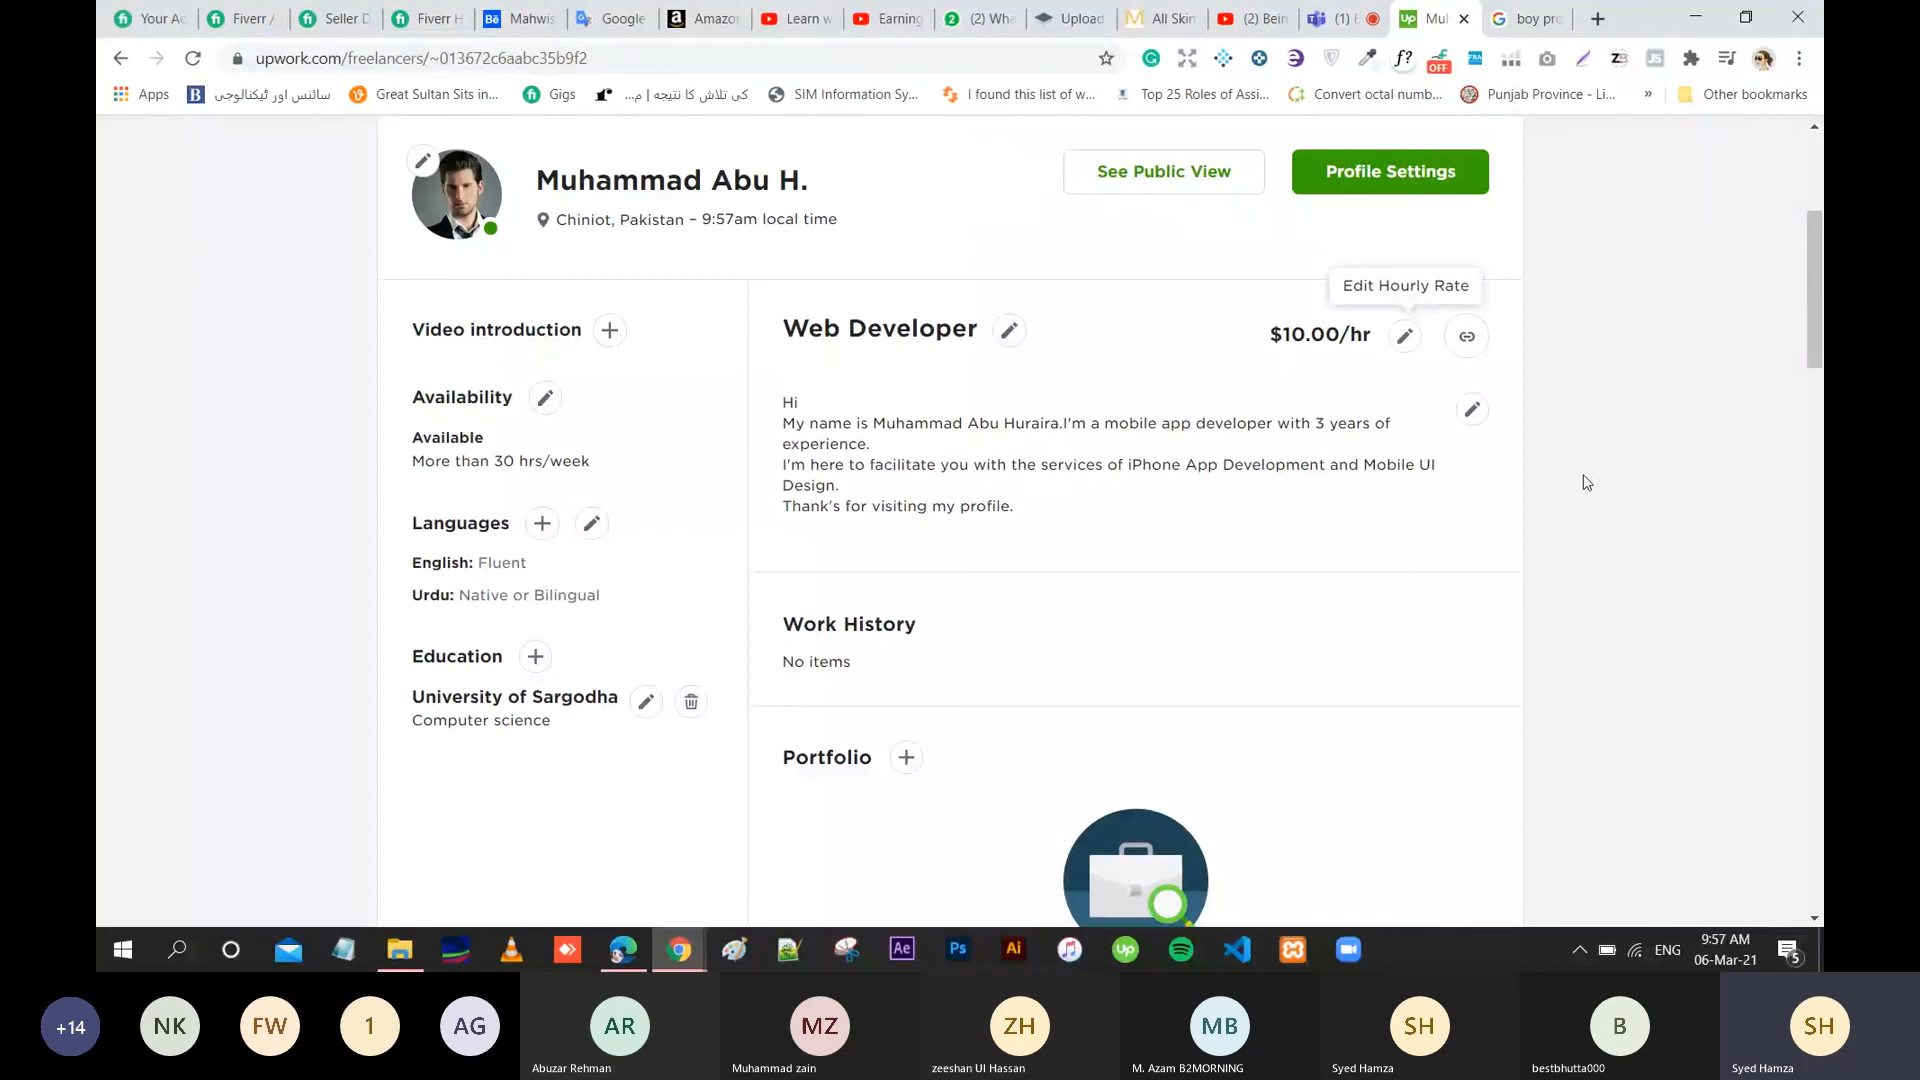 Your Ac
Fiverr /
Seller D
Fiverr H
Mahwis
Google
Amazo
Learn w
Earning
(2) Wha
Upload
All Skin
(2) Bein
(1)
Mul
boy pro
upwork.com/freelancers/~013672c6aabc35b9f2
f?
OFF
Apps
سائنس اور ٹیکنالوجی
Great Sultan Sits in...
Gigs
کی تلاش کا نتیجہ | م...
SIM Information Sy...
I found this list of w...
Top 25 Roles of Assi...
Convert octal numb...
Punjab Province - Li...
»
Other bookmarks
Muhammad Abu H.
Chiniot, Pakistan – 9:57am local time
See Public View
Profile Settings
Edit Hourly Rate
Video introduction
Availability
Available
More than 30 hrs/week
Languages
English: Fluent
Urdu: Native or Bilingual
Education
University of Sargodha
Computer science
Web Developer
$10.00/hr
Hi
My name is Muhammad Abu Huraira.I'm a mobile app developer with 3 years of
experience.
I'm here to facilitate you with the services of iPhone App Development and Mobile UI
Design.
Thank's for visiting my profile.
Work History
No items
Portfolio
Ae
Ps
Ai
up
ENG
9:57 AM
06-Mar-21
5
+14
NK
FW
1
AG
AR
Abuzar Rehman
MZ
Muhammad zain
ZH
zeeshan Ul Hassan
MB
M. Azam B2MORNING
SH
Syed Hamza
B
bestbhutta000
SH
Syed Hamza